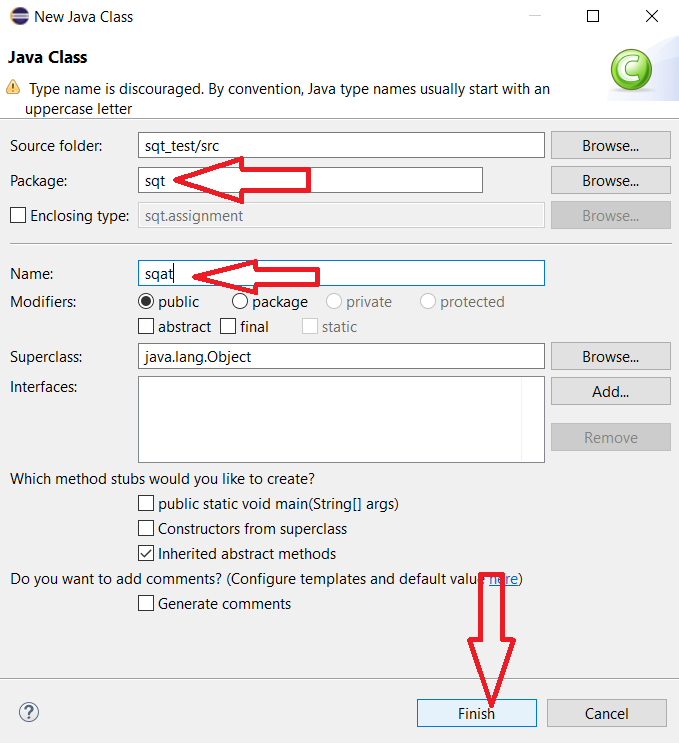 New Java Class
Java Class
Type name is discouraged. By convention, Java type names usually start with an
uppercase letter
Source folder: sqt_test/src Browse...
Package: sqt Browse...
Enclosing type: sqt.assignment Browse...
Name: sqat
Modifiers: public package private protected
abstract final static
Superclass: java.lang.Object Browse...
Interfaces: Add...
Remove
Which method stubs would you like to create?
public static void main(String[] args)
Constructors from superclass
Inherited abstract methods
Do you want to add comments? (Configure templates and default value here)
Generate comments
? Finish Cancel